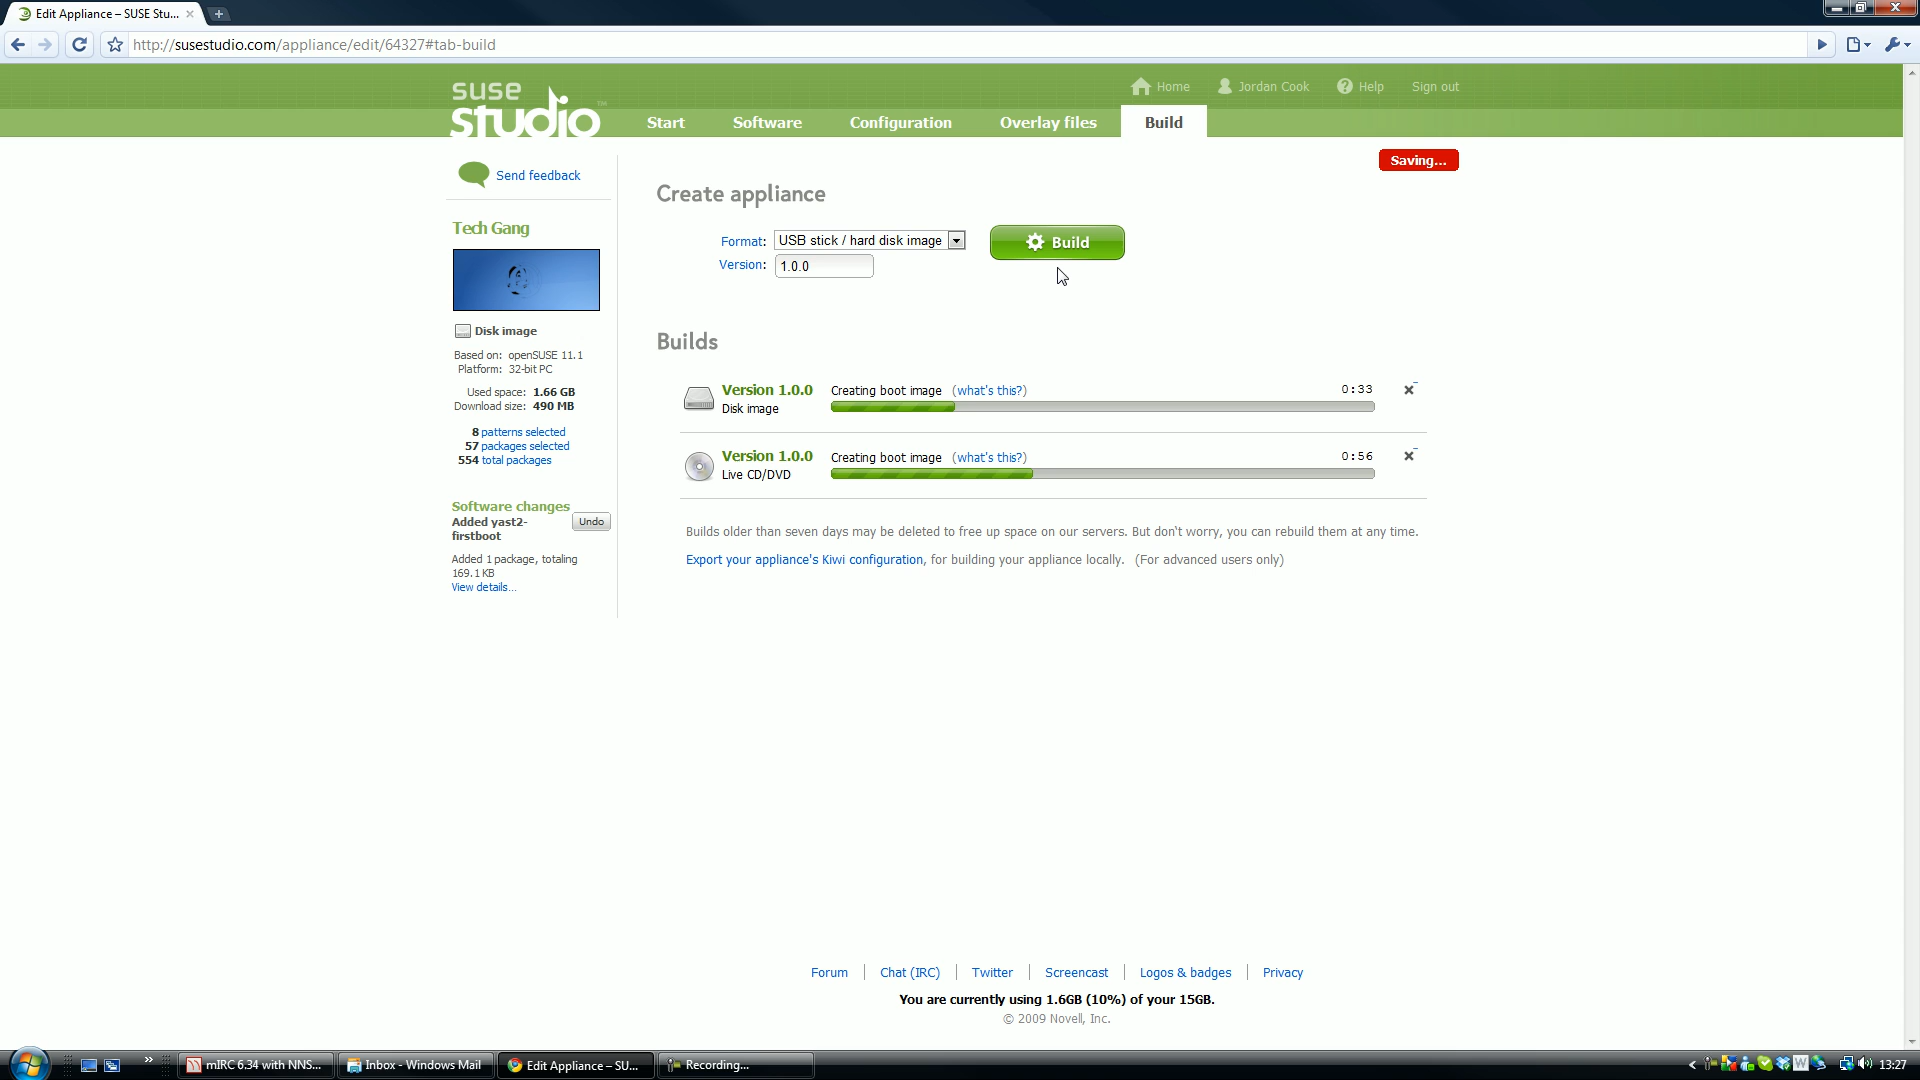 Edit Appliance – SUSE Stu...
http://susestudio.com/appliance/edit/64327#tab-build
suse
studio™
Home
Jordan Cook
Help
Sign out
Start
Software
Configuration
Overlay files
Build
Saving...
Send feedback
Create appliance
Tech Gang
Format: USB stick / hard disk image
Build
Version: 1.0.0
Disk image
Based on: openSUSE 11.1
Platform: 32-bit PC
Used space: 1.66 GB
Download size: 490 MB
8 patterns selected
57 packages selected
554 total packages
Software changes
Added yast2-
firstboot
Undo
Added 1 package, totaling
169.1 KB
View details...
Builds
Version 1.0.0
Creating boot image (what's this?)
0:33
Disk image
Version 1.0.0
Creating boot image (what's this?)
0:56
Live CD/DVD
Builds older than seven days may be deleted to free up space on our servers. But don't worry, you can rebuild them at any time.
Export your appliance's Kiwi configuration, for building your appliance locally. (For advanced users only)
Forum
Chat (IRC)
Twitter
Screencast
Logos & badges
Privacy
You are currently using 1.6GB (10%) of your 15GB.
© 2009 Novell, Inc.
mIRC 6.34 with NNS...
Inbox - Windows Mail
Edit Appliance – SU...
Recording...
13:27